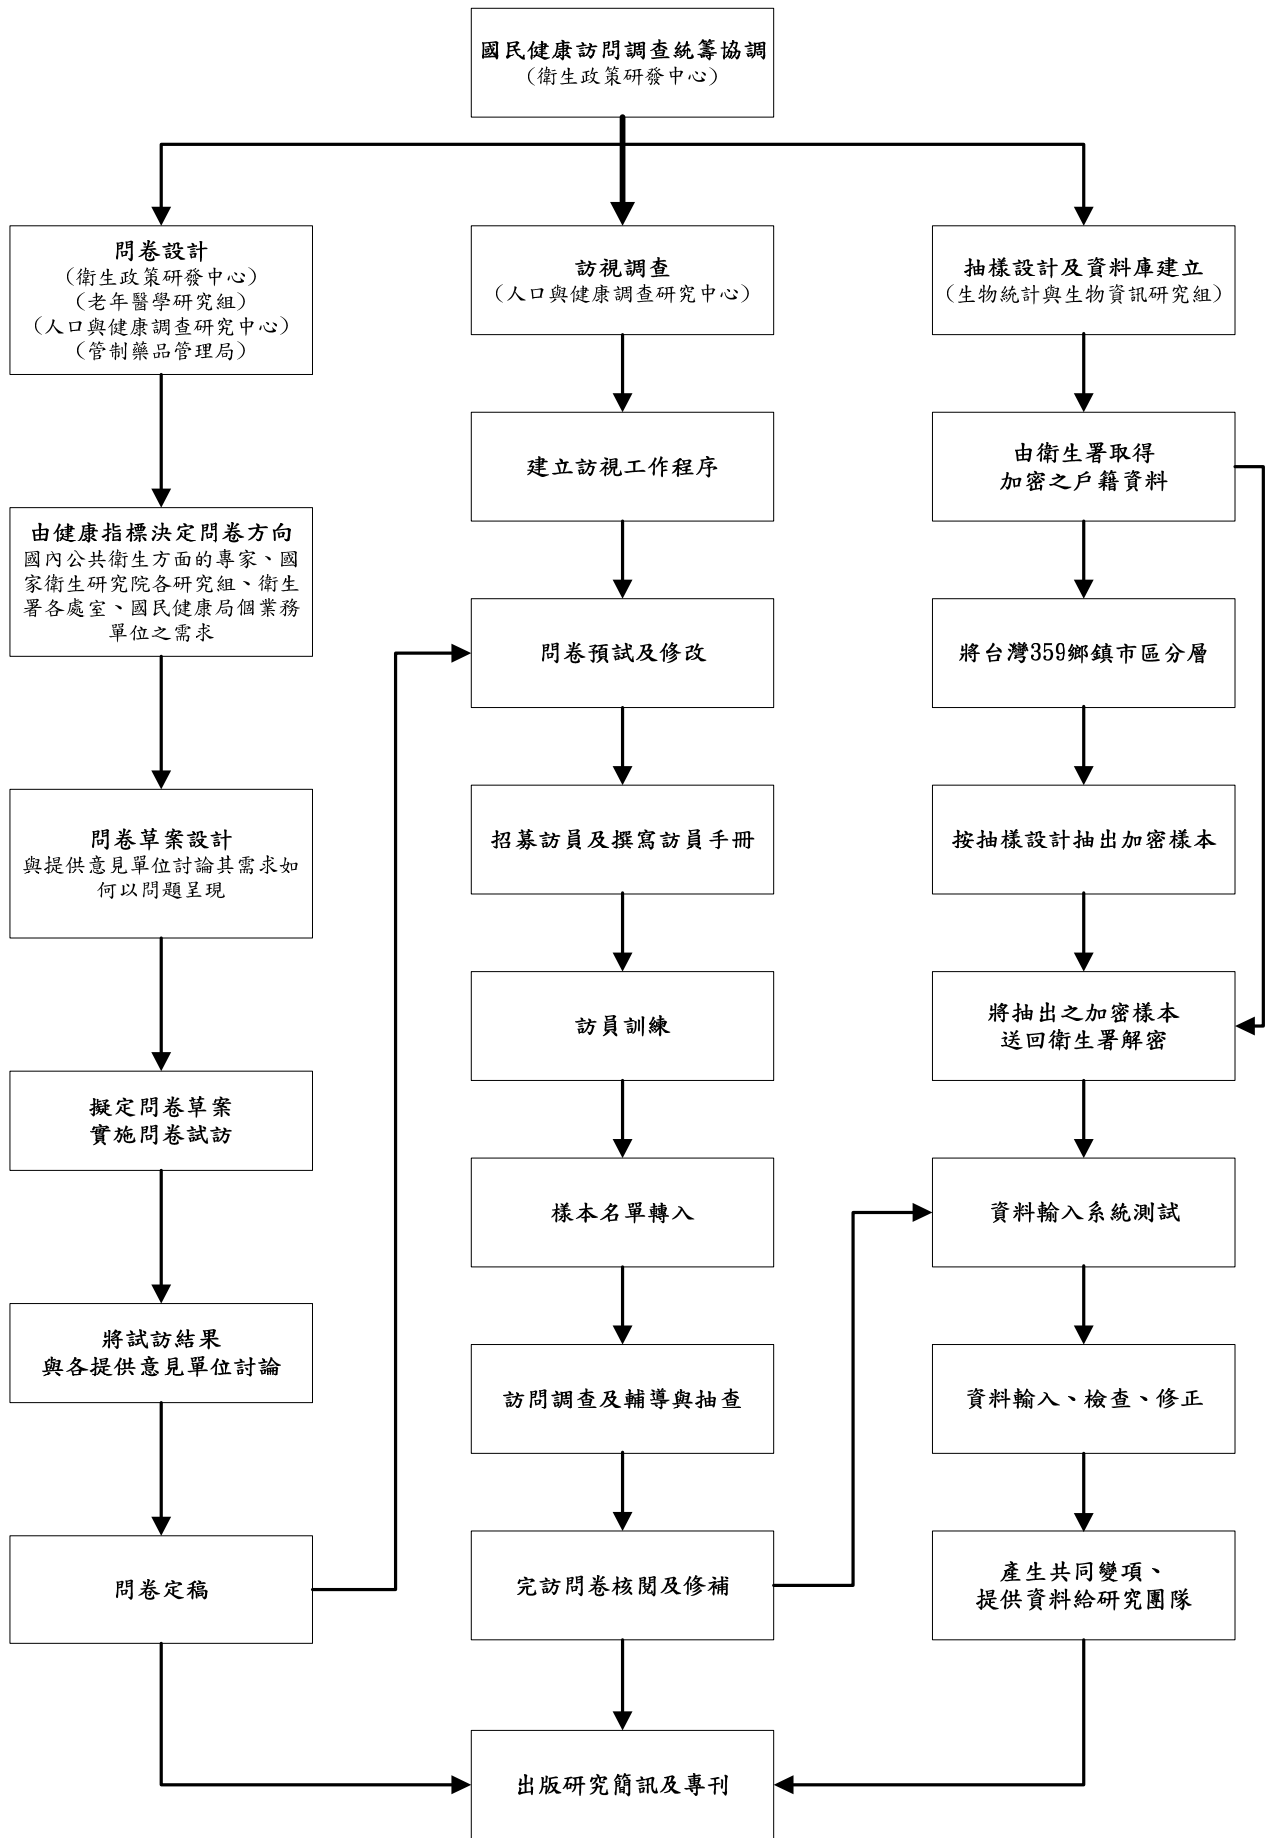 國民健康訪問調查統籌協調
（衛生政策研發中心）
問卷設計
（衛生政策研發中心）
（老年醫學研究組）
（人口與健康調查研究中心）
（管制藥品管理局）
由健康指標決定問卷方向
國內公共衛生方面的專家、國
家衛生研究院各研究組、衛生
署各處室、國民健康局個業務
單位之需求
問卷草案設計
與提供意見單位討論其需求如
何以問題呈現
擬定問卷草案
實施問卷試訪
將試訪結果
與各提供意見單位討論
問卷定稿
訪視調查
（人口與健康調查研究中心）
建立訪視工作程序
問卷預試及修改
招募訪員及撰寫訪員手冊
訪員訓練
樣本名單轉入
訪問調查及輔導與抽查
完訪問卷核閱及修補
抽樣設計及資料庫建立
（生物統計與生物資訊研究組）
由衛生署取得
加密之戶籍資料
將台灣359鄉鎮市區分層
按抽樣設計抽出加密樣本
將抽出之加密樣本
送回衛生署解密
資料輸入系統測試
資料輸入、檢查、修正
產生共同變項、
提供資料給研究團隊
出版研究簡訊及專刊